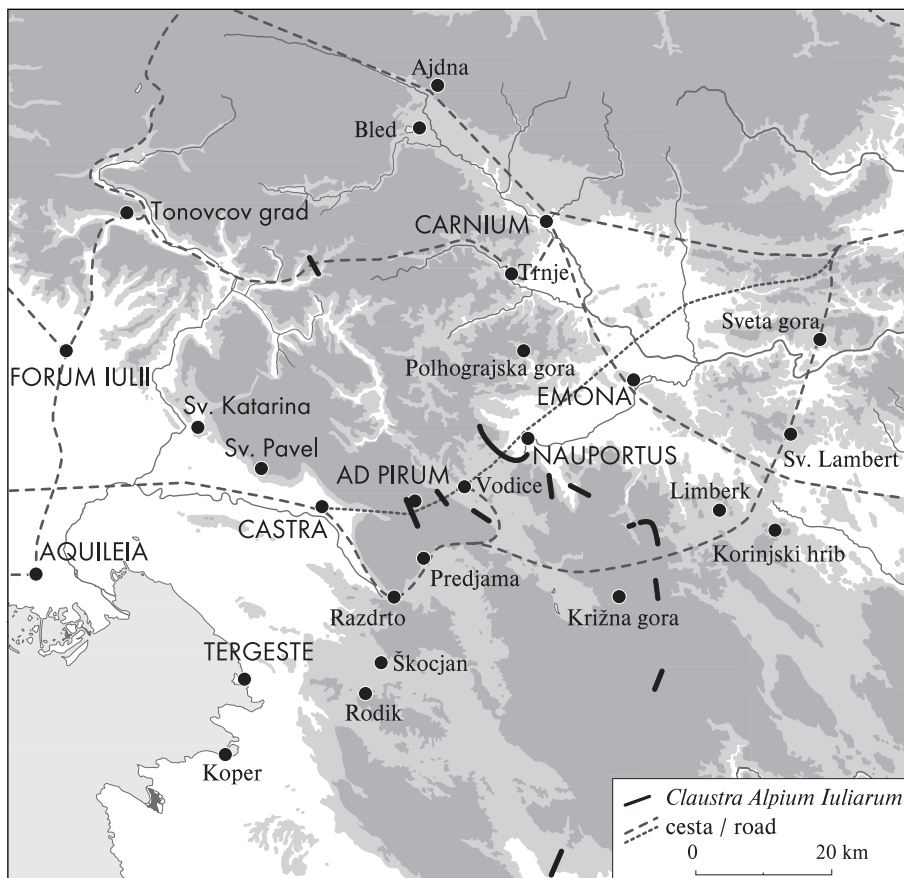 Ajdna
Bled
Tonovcov grad
CARNIUM
Trnje
Sveta gora
FORUM IULII
Polhograjska gora
EMONA
Sv. Katarina
Sv. Pavel
NAUPORTUS
Sv. Lambert
AD PIRUM
Vodice
Limberk
CASTRA
Korinjski hrib
AQUILEIA
Predjama
Razdrto
Križna gora
TERGESTE
Škocjan
Rodik
Koper
Claustra Alpium Iuliarum
cesta / road
0 20 km